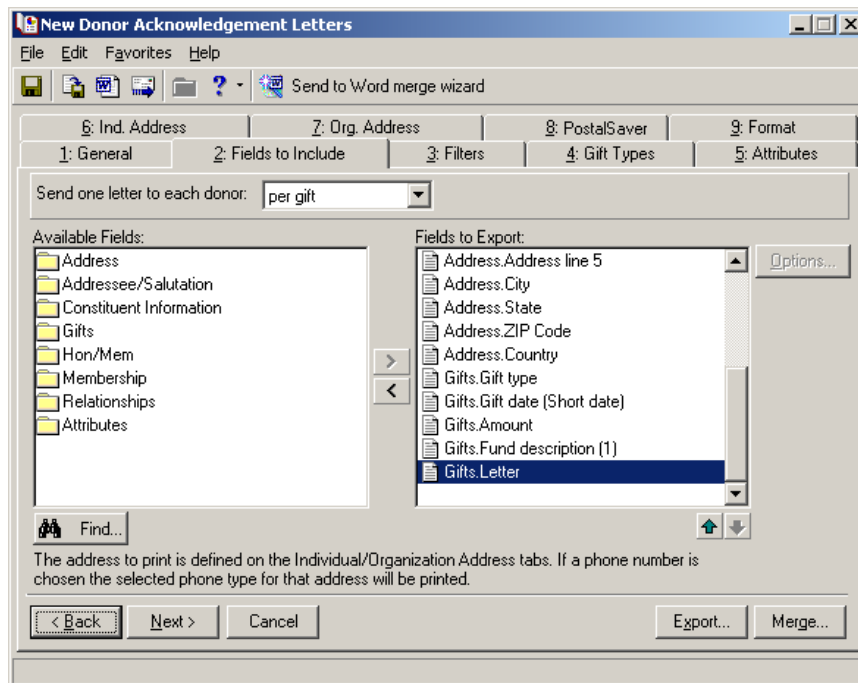 New Donor Acknowledgement Letters
File Edit Favorites Help
Send to Word merge wizard
6: Ind. Address 7: Org. Address 8: PostalSaver 9: Format
1: General 2: Fields to Include 3: Filters 4: Gift Types 5: Attributes
Send one letter to each donor: per gift
Available Fields:
Address
Addressee/Salutation
Constituent Information
Gifts
Hon/Mem
Membership
Relationships
Attributes
Find...
Fields to Export:
Address.Address line 5
Address.City
Address.State
Address.ZIP Code
Address.Country
Gifts.Gift type
Gifts.Gift date (Short date)
Gifts.Amount
Gifts.Fund description (1)
Gifts.Letter
Options...
The address to print is defined on the Individual/Organization Address tabs. If a phone number is
chosen the selected phone type for that address will be printed.
< Back Next > Cancel Export... Merge...